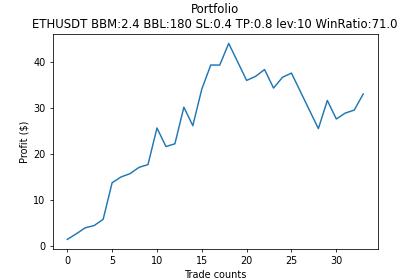 Portfolio
ETHUSDT BBM:2.4 BBL:180 SL:0.4 TP:0.8 lev:10 WinRatio:71.0
Profit ($)
40
30
20
10
0
0 5 10 15 20 25 30
Trade counts